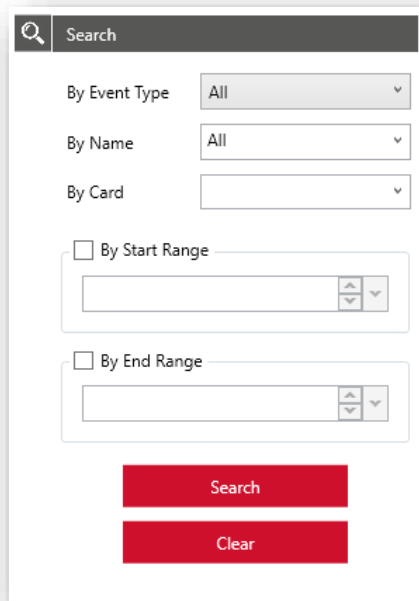 Search
By Event Type All
By Name All
By Card
By Start Range
By End Range
Search
Clear